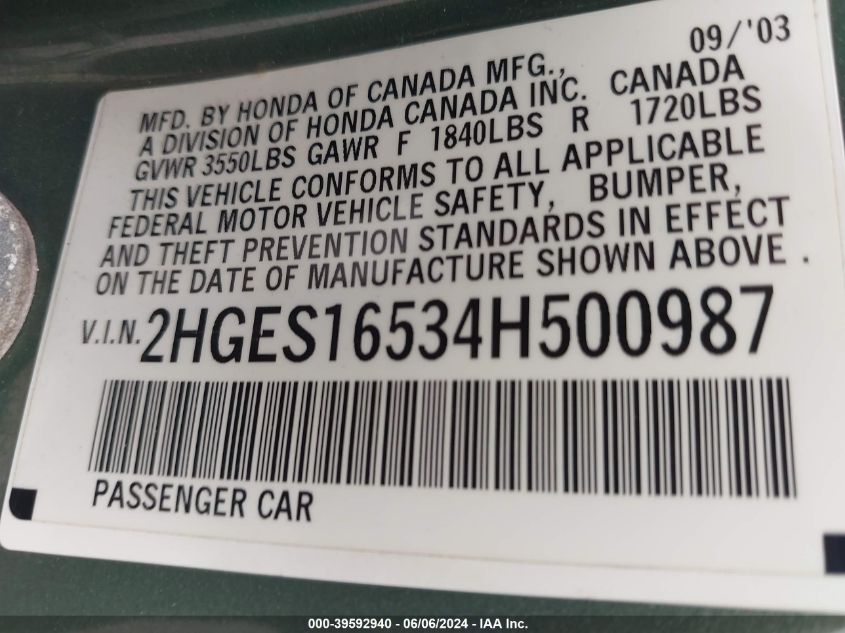 09/'03
MFD. BY HONDA OF CANADA MFG.,
A DIVISION OF HONDA CANADA INC. CANADA
GVWR 3550LBS GAWR F 1840LBS R 1720LBS
THIS VEHICLE CONFORMS TO ALL APPLICABLE
FEDERAL MOTOR VEHICLE SAFETY, BUMPER,
AND THEFT PREVENTION STANDARDS IN EFFECT
ON THE DATE OF MANUFACTURE SHOWN ABOVE .
V.I.N. 2HGES16534H500987
PASSENGER CAR
000-39592940 - 06/06/2024 - IAA Inc.